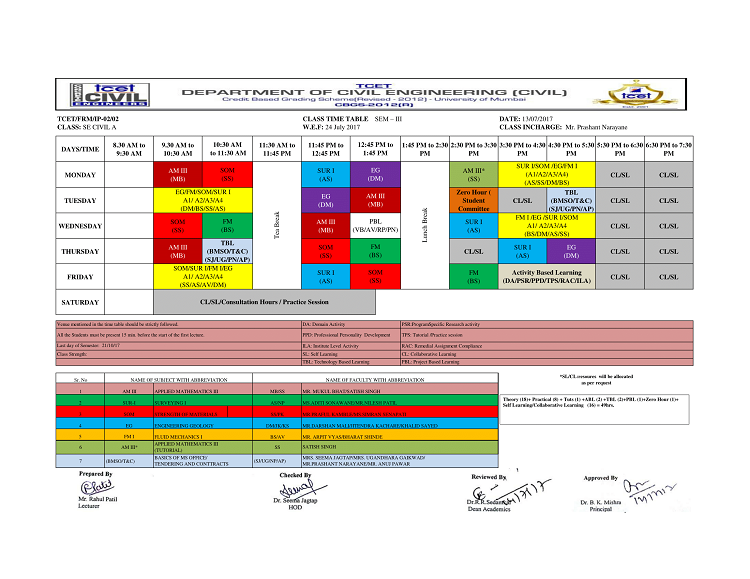 tcet
CIVIL
ENGINEERS
TCET
DEPARTMENT OF CIVIL ENGINEERING (CIVIL)
Credit Based Grading Scheme(Revised - 2012) - University of Mumbai
CBGS-2012(R)
tcet
TCET/FRM/IP-02/02 CLASS TIME TABLE SEM – III DATE: 13/07/2017
CLASS: SE CIVIL A W.E.F: 24 July 2017 CLASS INCHARGE: Mr. Prashant Narayane
DAYS/TIME 8.30 AM to 9:30 AM 9.30 AM to 10:30 AM 10:30 AM to 11:30 AM 11:30 AM to 11:45 PM 11:45 PM to 12:45 PM 12:45 PM to 1:45 PM 1:45 PM to 2:30 PM 2:30 PM to 3:30 PM 3:30 PM to 4:30 PM 4:30 PM to 5:30 PM 5:30 PM to 6:30 PM 6:30 PM to 7:30 PM
MONDAY AM III (MB) SOM (SS) SUR I (AS) EG (DM) AM III* (SS) SUR I/SOM /EG/FM I (A1/A2/A3/A4) (AS/SS/DM/BS) CL/SL CL/SL
Tea Break
Lunch Break
TUESDAY EG/FM/SOM/SUR I A1/ A2/A3/A4 (DM/BS/SS/AS) EG (DM) AM III (MB) Zero Hour ( Student Committee CL/SL TBL (BMSO/T&C) (SJ/UG/PN/AP) CL/SL CL/SL
WEDNESDAY SOM (SS) FM (BS) AM III (MB) PBL (VB/AV/RP/PN) SUR I (AS) FM I /EG /SUR I/SOM A1/ A2/A3/A4 (BS/DM/AS/SS) CL/SL CL/SL
THURSDAY AM III (MB) TBL (BMSO/T&C) (SJ/UG/PN/AP) SOM (SS) FM (BS) CL/SL SUR I (AS) EG (DM) CL/SL CL/SL
FRIDAY SOM/SUR I/FM I/EG A1/ A2/A3/A4 (SS/AS/AV/DM) SUR I (AS) SOM (SS) FM (BS) Activity Based Learning (DA/PSR/PPD/TPS/RAC/ILA) CL/SL CL/SL
SATURDAY CL/SL/Consultation Hours / Practice Session
Venue mentioned in the time table should be strictly followed. DA: Domain Activity PSR:ProgramSpecific Research activity
All the Students must be present 15 min. before the start of the first lecture. PPD: Professional Personality Development TPS: Tutorial /Practice session
Last day of Semester 21/10/17 ILA: Institute Level Activity RAC: Remedial Assignment Compliance
Class Strength: SL: Self Learning CL: Collaborative Learning
TBL: Technology Based Learning PBL: Project Based Learning
Sr. No NAME OF SUBJECT WITH ABBREVIATION NAME OF FACULTY WITH ABBREVIATION
1 AM III APPLIED MATHEMATICS III MB/SS MR. MUKUL BHATT/SATISH SINGH
2 SUR-I SURVEYING I AS/NP
3 SOM STRENGTH OF MATERIALS
4 EG ENGINEERING GEOLOGY DM/JK/KS MR.DARSHAN MALI/JITENDRA KACHARE/KHALID SAYED
5 FM I FLUID MECHANICS I BS/AV MR. ARPIT VYAS/BHARAT SHINDE
6 AM III* APPLIED MATHEMATICS III (TUTORIAL) SS SATISH SINGH
7 (BMSO/T&C) BASICS OF MS OFFICE/ TENDERING AND CONTTRACTS (SJ/UG/NP/AP) MRS. SEEMA JAGTAP/MRS. UGANDHARA GAIKWAD/ MR.PRASHANT NARAYANE/MR. ANUJ PAWAR
*SL/CL resourses will be allocated
as per request
Theory (18)+ Practical (8) + Tuts (1) +ABL (2) +TBL (2)+PBL (1)+Zero Hour (1)+
Self Learning/Collaborative Learning (16) = 49hrs.
Prepared By Checked By Reviewed By Approved By
Mr. Rahul Patil Dr. Seema Jagtap Dr.R.R.Sedamkar Dr. B. K. Mishra
Lecturer HOD Dean Academics Principal